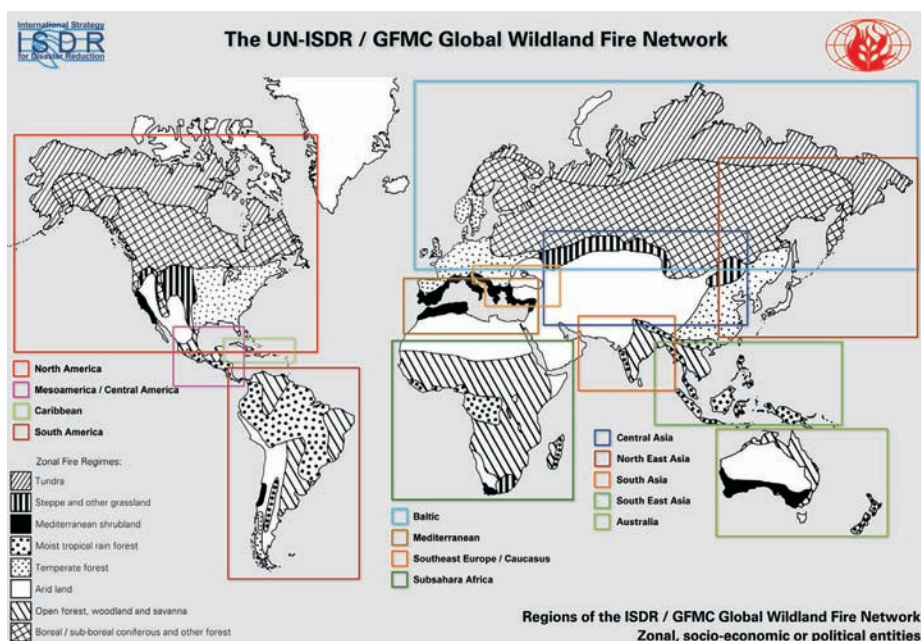 International Strategy
ISDR
for Disaster Reduction
The UN-ISDR / GFMC Global Wildland Fire Network
North America
Mesoamerica / Central America
Caribbean
South America
Zonal Fire Regimes:
Tundra
Steppe and other grassland
Mediterranean shrubland
Moist tropical rain forest
Temperate forest
Arid land
Open forest, woodland and savanna
Boreal / sub-boreal coniferous and other forest
Baltic
Mediterranean
Southeast Europe / Caucasus
Subsahara Africa
Central Asia
North East Asia
South Asia
South East Asia
Australia
Regions of the ISDR / GFMC Global Wildland Fire Network
Zonal, socio-economic or political entities